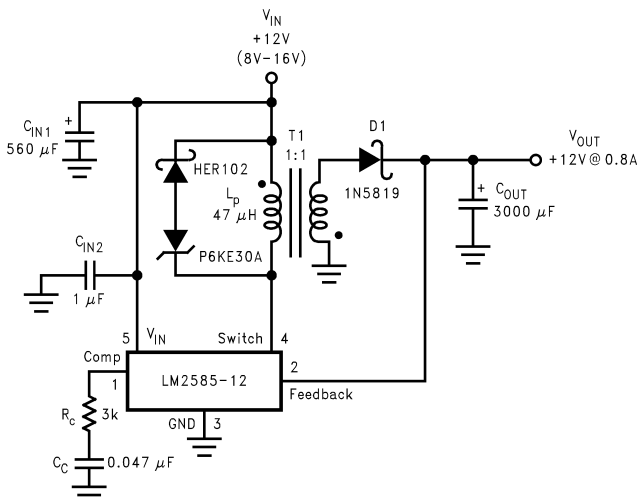 V_IN
+12V
(8V-16V)
C_IN1
+
560 μF
HER102
T1
1:1
L_p
47 μH
D1
1N5819
V_OUT
+12V@ 0.8A
+
C_OUT
3000 μF
C_IN2
1 μF
P6KE30A
5
V_IN
Switch
4
Comp
1
LM2585-12
2
Feedback
GND
3
R_c
3k
C_C
0.047 μF